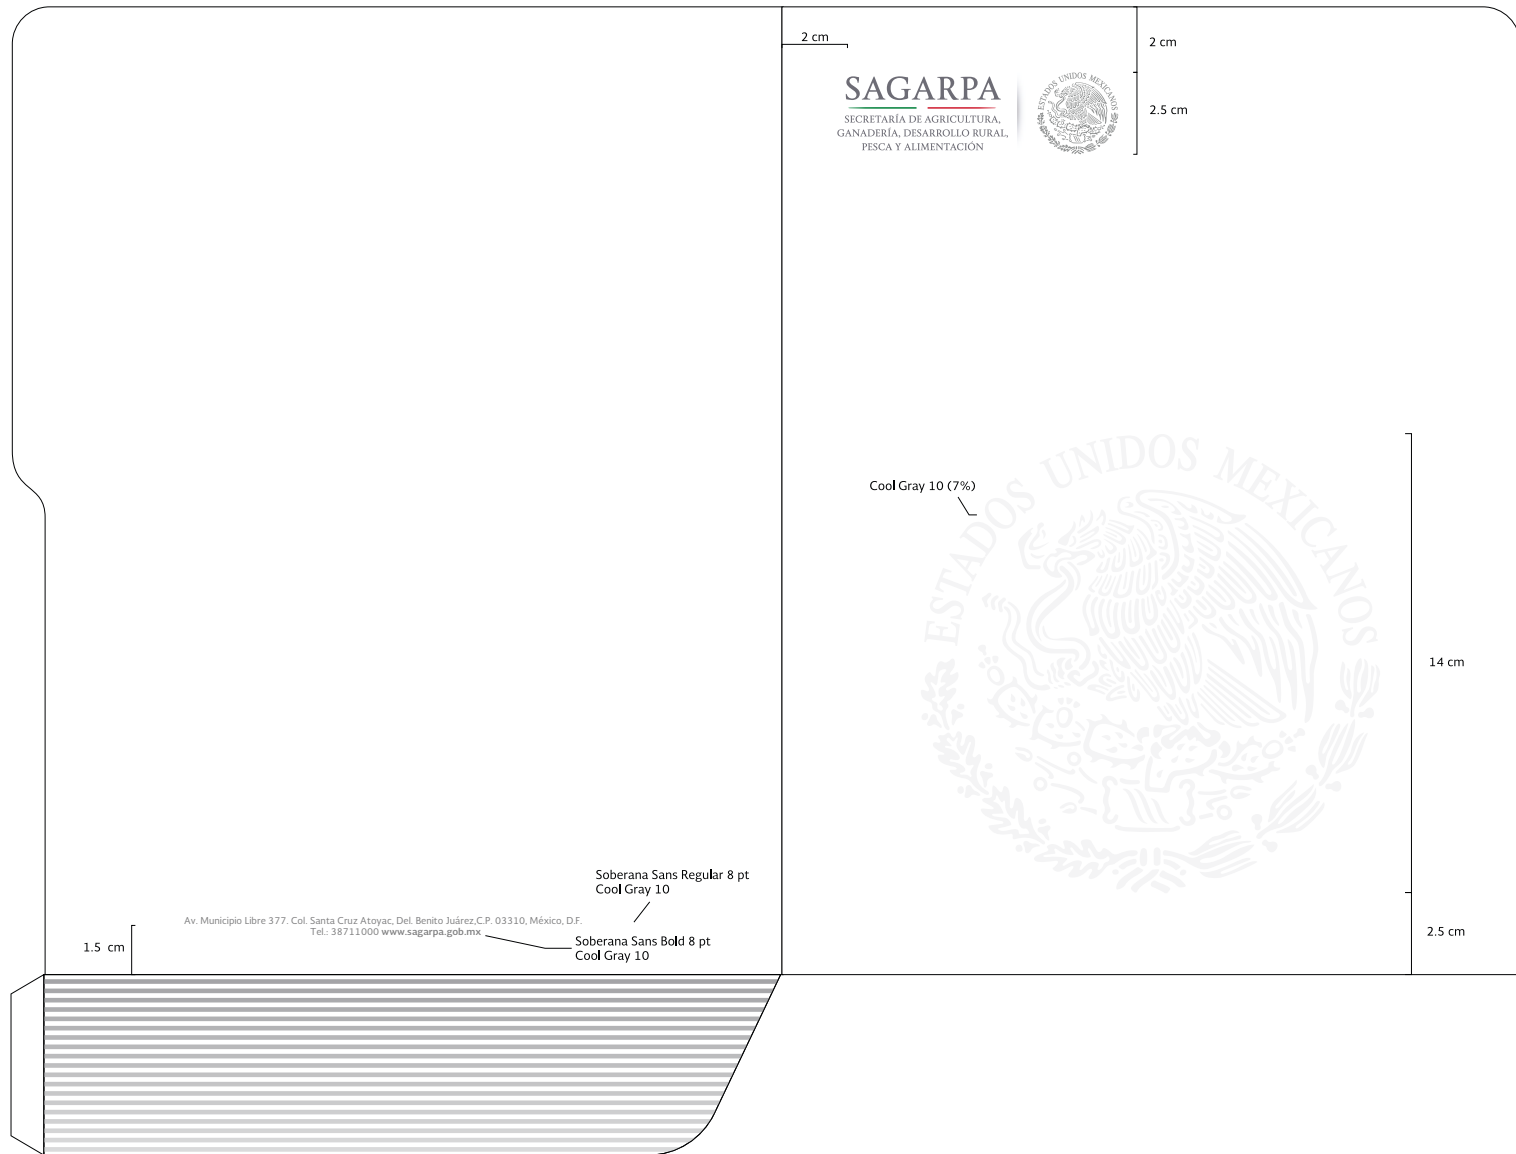 2 cm
2 cm
SAGARPA
SECRETARÍA DE AGRICULTURA,
GANADERÍA, DESARROLLO RURAL,
PESCA Y ALIMENTACIÓN
ESTADOS UNIDOS MEXICANOS
2.5 cm
Cool Gray 10 (7%)
ESTADOS UNIDOS MEXICANOS
14 cm
Soberana Sans Regular 8 pt
Cool Gray 10
Av. Municipio Libre 377. Col. Santa Cruz Atoyac, Del. Benito Juárez,C.P. 03310, México, D.F.
Tel.: 38711000 www.sagarpa.gob.mx
Soberana Sans Bold 8 pt
Cool Gray 10
1.5 cm
2.5 cm